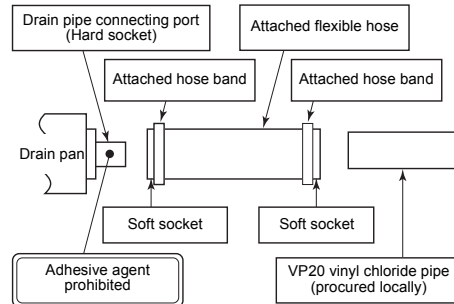 Drain pipe connecting port
(Hard socket)
Attached flexible hose
Attached hose band
Attached hose band
Drain pan
Soft socket
Soft socket
Adhesive agent
prohibited
VP20 vinyl chloride pipe
(procured locally)